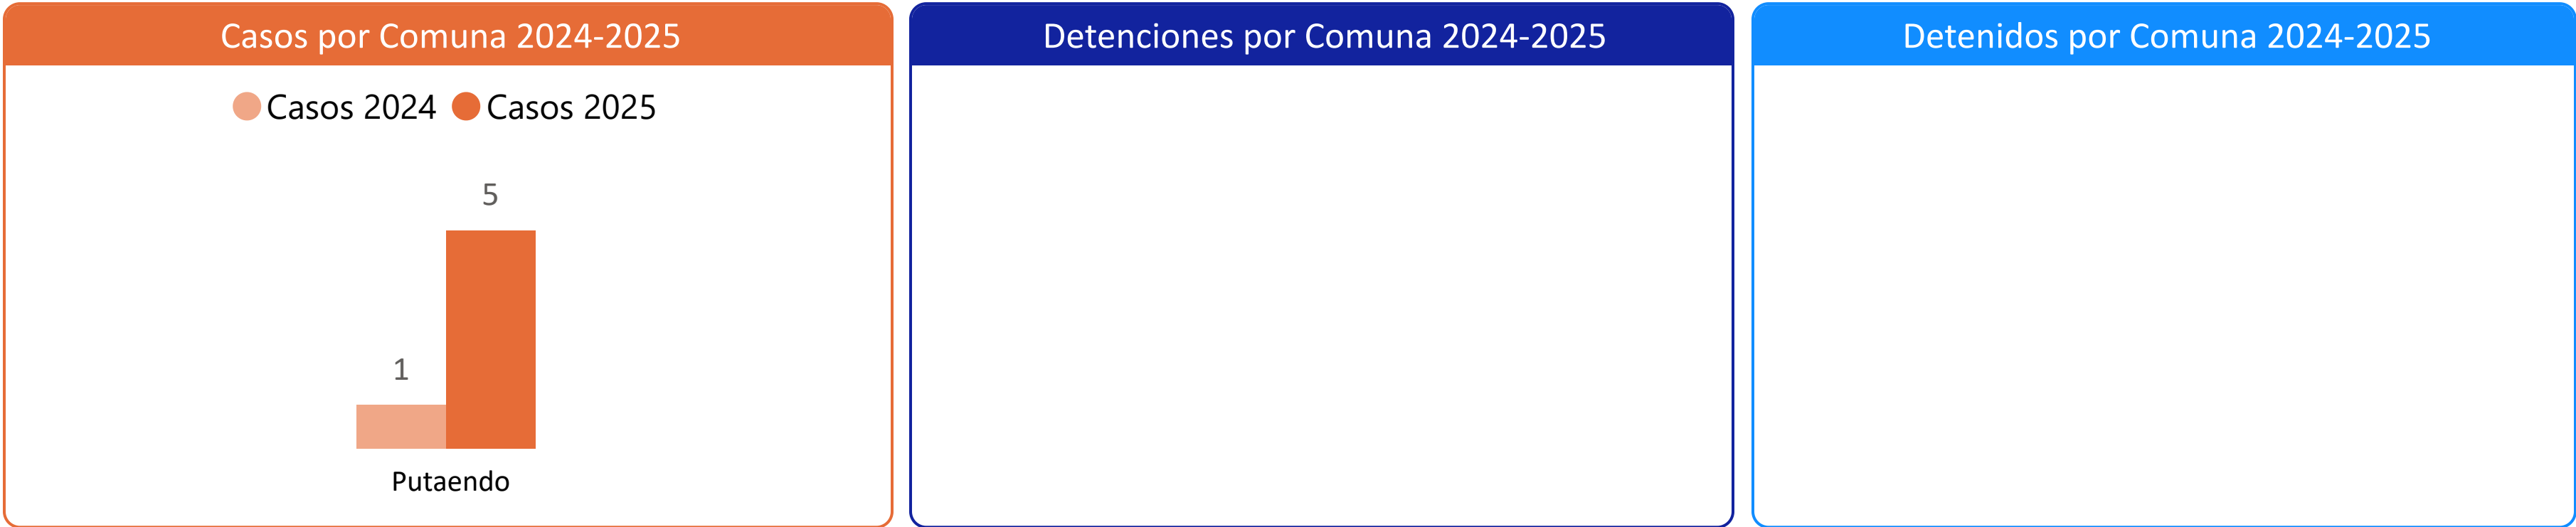 Casos por Comuna 2024-2025
Casos 2024 Casos 2025
5
1
Putaendo
Detenciones por Comuna 2024-2025
Detenidos por Comuna 2024-2025